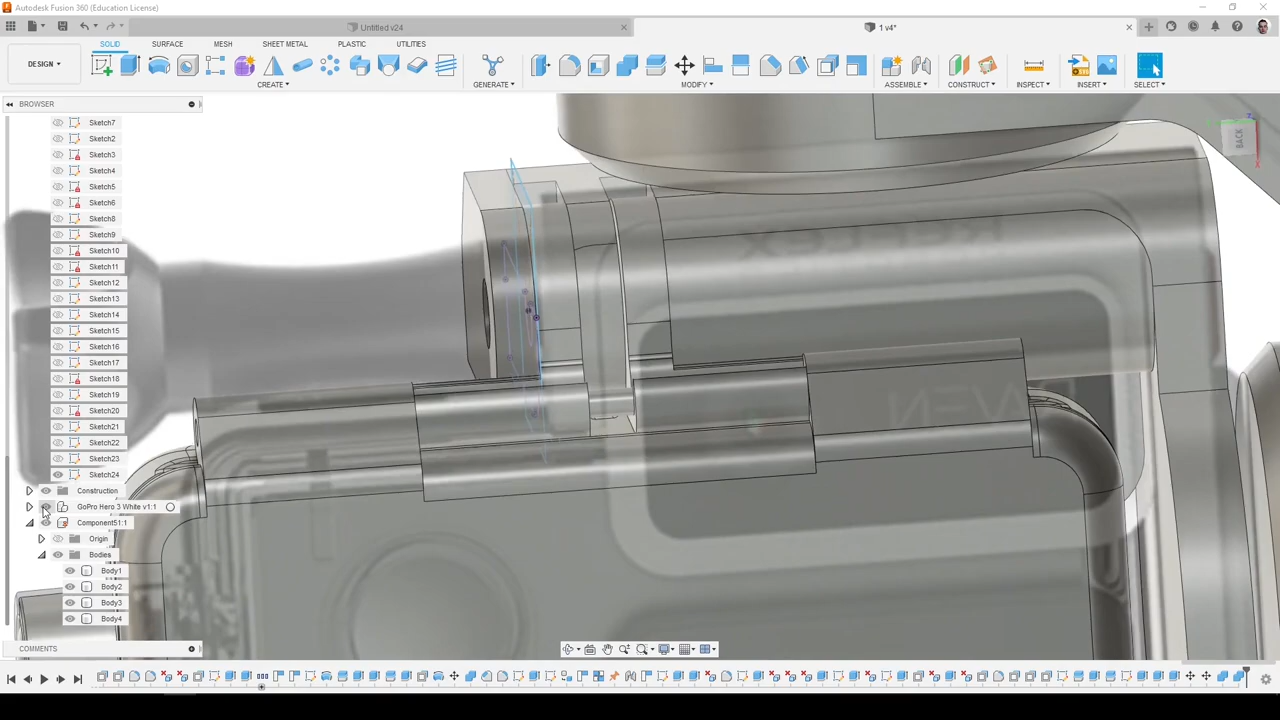 Autodesk Fusion 360 (Education License)
Untitled v24
1 v4*
SOLID SURFACE MESH SHEET METAL PLASTIC UTILITIES
DESIGN
CREATE GENERATE MODIFY ASSEMBLE CONSTRUCT INSPECT INSERT SELECT
BROWSER
BACK
Sketch7
Sketch2
Sketch3
Sketch4
Sketch5
Sketch6
Sketch8
Sketch9
Sketch10
Sketch11
Sketch12
Sketch13
Sketch14
Sketch15
Sketch16
Sketch17
Sketch18
Sketch19
Sketch20
Sketch21
Sketch22
Sketch23
Sketch24
Construction
GoPro Hero 3 White v1:1
Component51:1
Origin
Bodies
Body1
Body2
Body3
Body4
COMMENTS